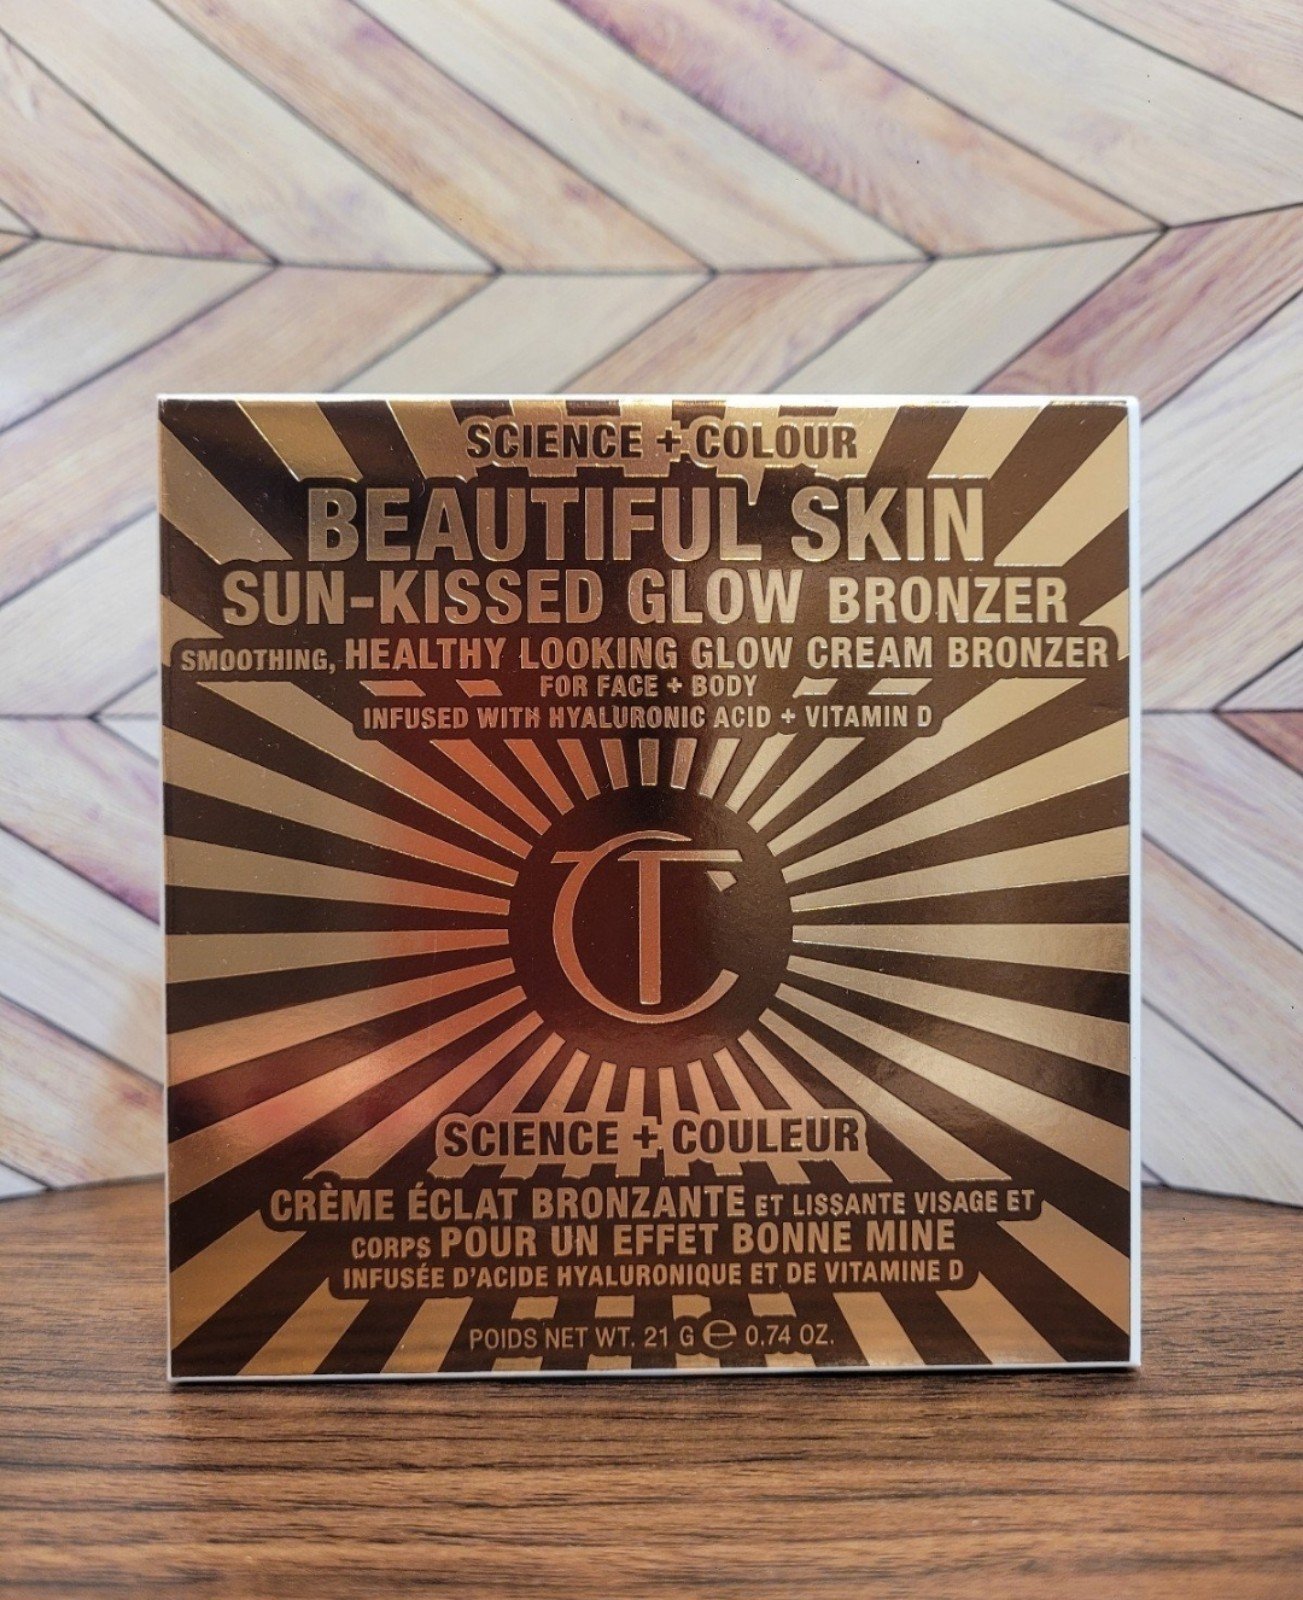 SCIENCE + COLOUR
BEAUTIFUL SKIN
SUN-KISSED GLOW BRONZER
SMOOTHING, HEALTHY LOOKING GLOW CREAM BRONZER
FOR FACE + BODY
INFUSED WITH HYALURONIC ACID + VITAMIN D
CT
SCIENCE + COULEUR
CRÈME ÉCLAT BRONZANTE ET LISSANTE VISAGE ET
CORPS POUR UN EFFET BONNE MINE
INFUSÉE D'ACIDE HYALURONIQUE ET DE VITAMINE D
POIDS NET WT. 21 G ℮ 0.74 OZ.